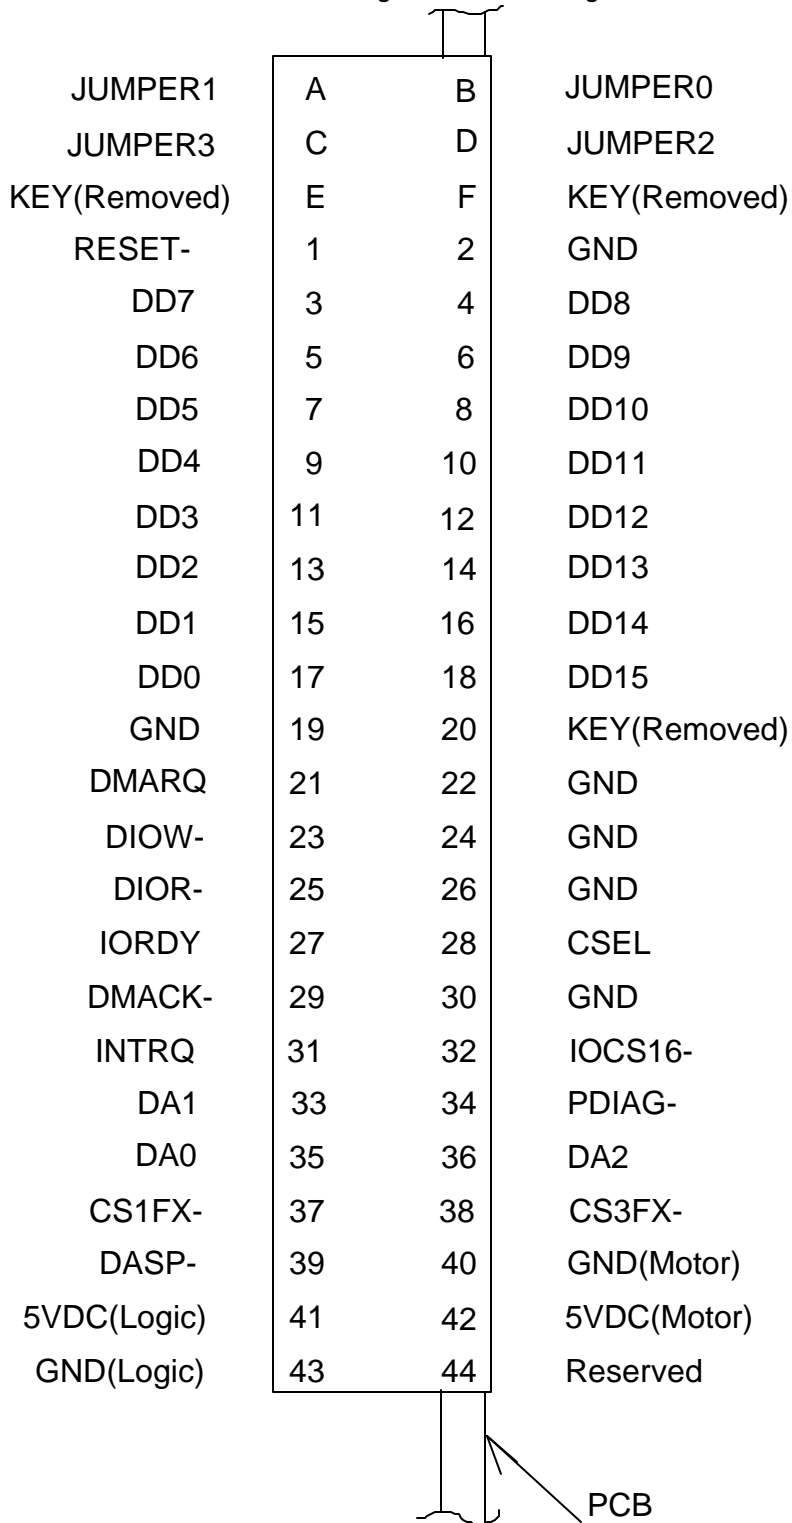 JUMPER1 A B JUMPER0
JUMPER3 C D JUMPER2
KEY(Removed) E F KEY(Removed)
RESET- 1 2 GND
DD7 3 4 DD8
DD6 5 6 DD9
DD5 7 8 DD10
DD4 9 10 DD11
DD3 11 12 DD12
DD2 13 14 DD13
DD1 15 16 DD14
DD0 17 18 DD15
GND 19 20 KEY(Removed)
DMARQ 21 22 GND
DIOW- 23 24 GND
DIOR- 25 26 GND
IORDY 27 28 CSEL
DMACK- 29 30 GND
INTRQ 31 32 IOCS16-
DA1 33 34 PDIAG-
DA0 35 36 DA2
CS1FX- 37 38 CS3FX-
DASP- 39 40 GND(Motor)
5VDC(Logic) 41 42 5VDC(Motor)
GND(Logic) 43 44 Reserved
PCB